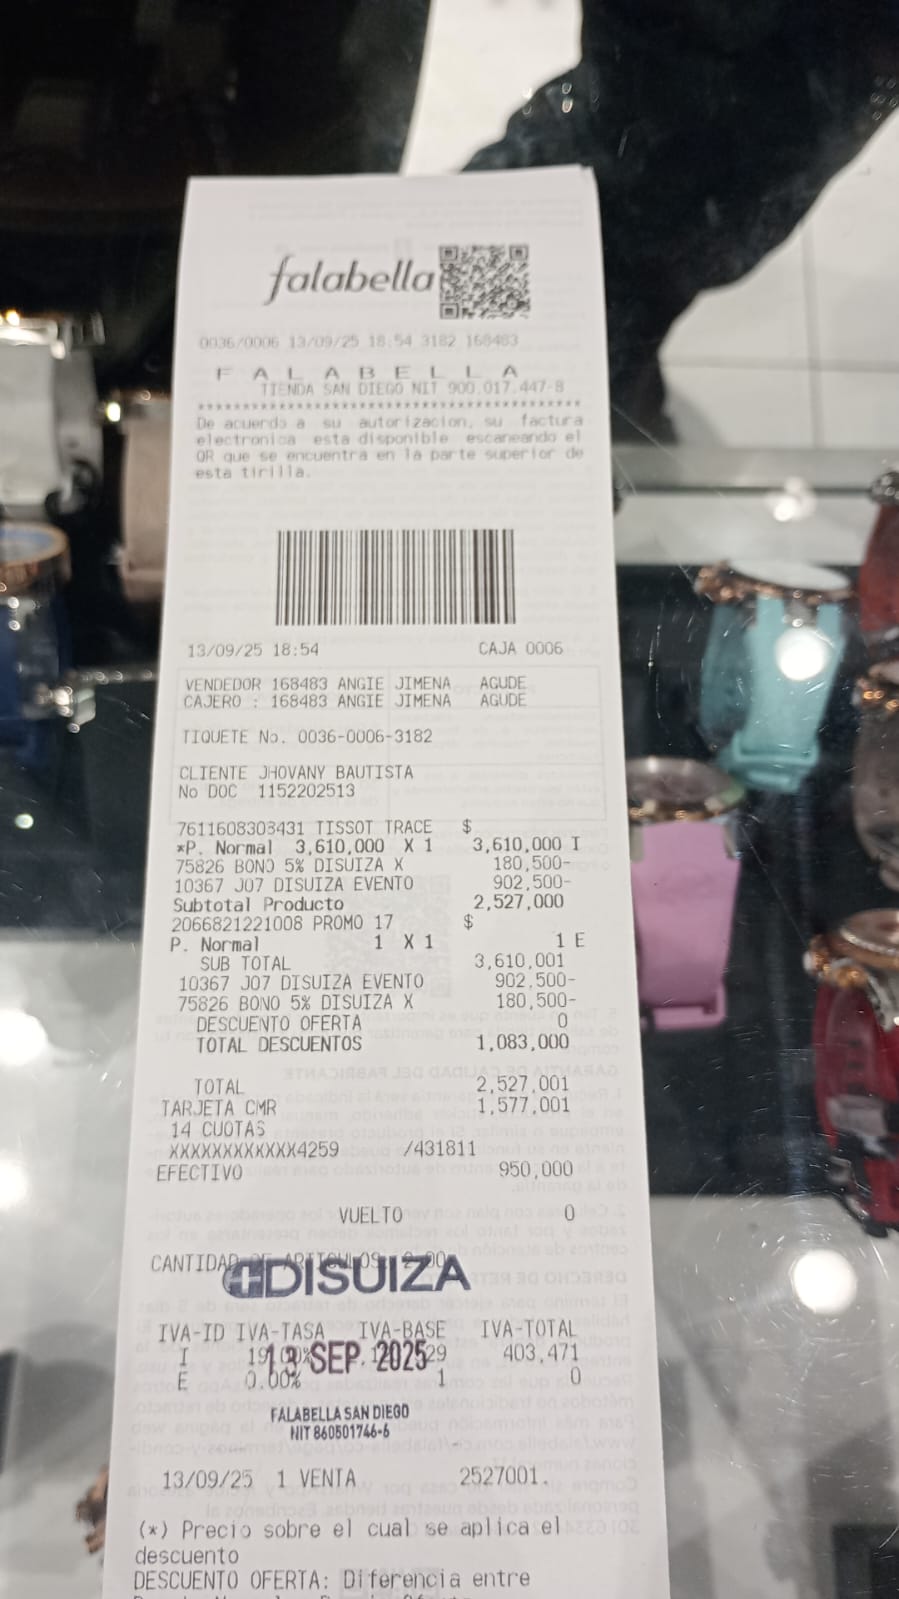 falabella
0036/0006 13/09/25 18:54 3182 168483
F A L A B E L L A
TIENDA SAN DIEGO NIT 900.017.447-8
De acuerdo a su autorizacion, su factura
electronica esta disponible escaneando el
QR que se encuentra en la parte superior de
esta tirilla.
13/09/25 18:54 CAJA 0006
VENDEDOR 168483 ANGIE JIMENA AGUDE
CAJERO : 168483 ANGIE JIMENA AGUDE
TIQUETE No. 0036-0006-3182
CLIENTE JHOVANY BAUTISTA
No DOC 1152202513
7611608303431 TISSOT TRACE $
*P. Normal 3,610,000 X 1 3,610,000 I
75826 BONO 5% DISUIZA X 180,500-
10367 J07 DISUIZA EVENTO 902,500-
Subtotal Producto 2,527,000
2066821221008 PROMO 17 $
P. Normal 1 X 1 1 E
SUB TOTAL 3,610,001
10367 J07 DISUIZA EVENTO 902,500-
75826 BONO 5% DISUIZA X 180,500-
DESCUENTO OFERTA 0
TOTAL DESCUENTOS 1,083,000
TOTAL 2,527,001
TARJETA CMR 1,577,001
14 CUOTAS
XXXXXXXXXXXX4259 /431811
EFECTIVO 950,000
VUELTO 0
CANTIDAD DE ARTICULOS: 2.00
DISUIZA
IVA-ID IVA-TASA IVA-BASE IVA-TOTAL
I 403,471
13 SEP. 2025
E 0.00% 1 0
FALABELLA SAN DIEGO
NIT 860501746-6
13/09/25 1 VENTA 2527001.
(*) Precio sobre el cual se aplica el
descuento
DESCUENTO OFERTA: Diferencia entre